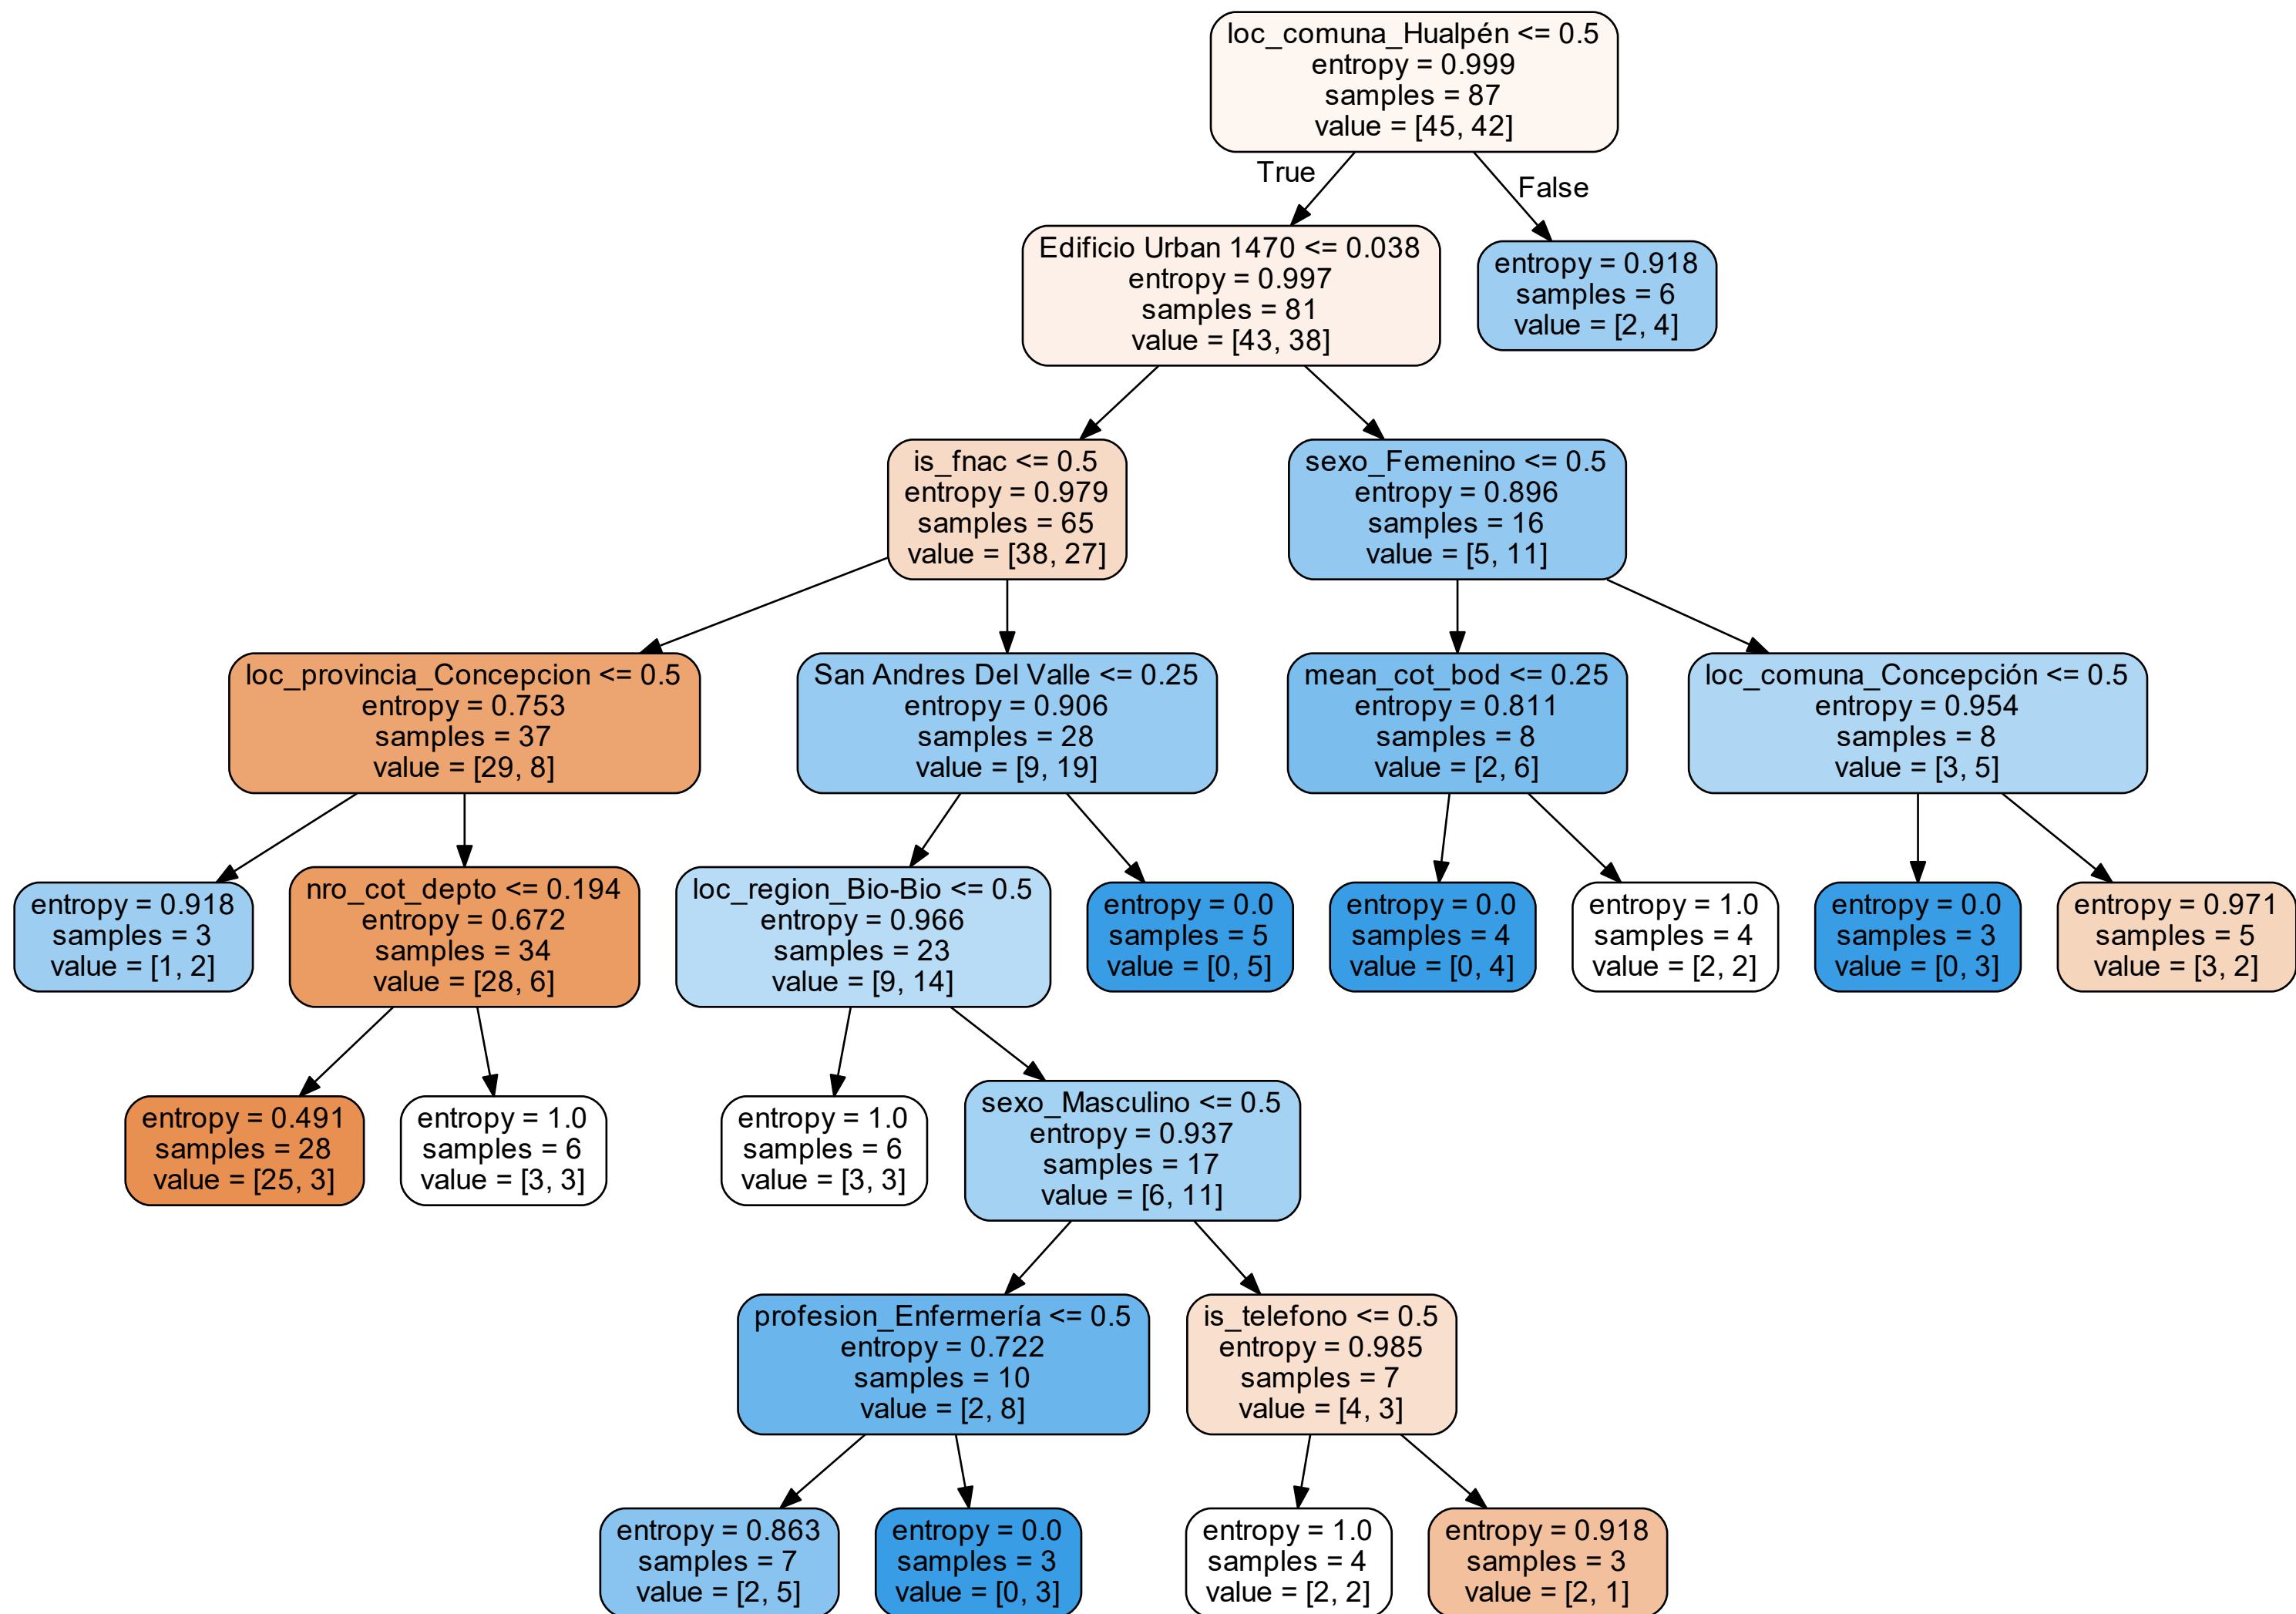 loc_comuna_Hualpén <= 0.5
entropy = 0.999
samples = 87
value = [45, 42]
True
False
Edificio Urban 1470 <= 0.038
entropy = 0.997
samples = 81
value = [43, 38]
entropy = 0.918
samples = 6
value = [2, 4]
is_fnac <= 0.5
entropy = 0.979
samples = 65
value = [38, 27]
sexo_Femenino <= 0.5
entropy = 0.896
samples = 16
value = [5, 11]
loc_provincia_Concepcion <= 0.5
entropy = 0.753
samples = 37
value = [29, 8]
San Andres Del Valle <= 0.25
entropy = 0.906
samples = 28
value = [9, 19]
mean_cot_bod <= 0.25
entropy = 0.811
samples = 8
value = [2, 6]
loc_comuna_Concepción <= 0.5
entropy = 0.954
samples = 8
value = [3, 5]
entropy = 0.918
samples = 3
value = [1, 2]
nro_cot_depto <= 0.194
entropy = 0.672
samples = 34
value = [28, 6]
loc_region_Bio-Bio <= 0.5
entropy = 0.966
samples = 23
value = [9, 14]
entropy = 0.0
samples = 5
value = [0, 5]
entropy = 0.0
samples = 4
value = [0, 4]
entropy = 1.0
samples = 4
value = [2, 2]
entropy = 0.0
samples = 3
value = [0, 3]
entropy = 0.971
samples = 5
value = [3, 2]
entropy = 0.491
samples = 28
value = [25, 3]
entropy = 1.0
samples = 6
value = [3, 3]
entropy = 1.0
samples = 6
value = [3, 3]
sexo_Masculino <= 0.5
entropy = 0.937
samples = 17
value = [6, 11]
profesion_Enfermería <= 0.5
entropy = 0.722
samples = 10
value = [2, 8]
is_telefono <= 0.5
entropy = 0.985
samples = 7
value = [4, 3]
entropy = 0.863
samples = 7
value = [2, 5]
entropy = 0.0
samples = 3
value = [0, 3]
entropy = 1.0
samples = 4
value = [2, 2]
entropy = 0.918
samples = 3
value = [2, 1]